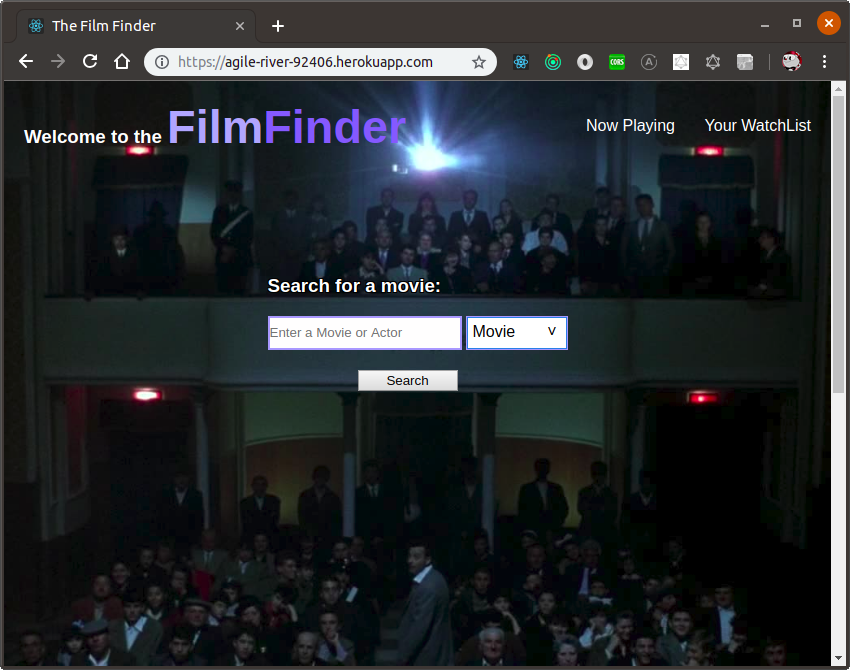 The Film Finder
https://agile-river-92406.herokuapp.com
CORS
Welcome to the FilmFinder
Now Playing
Your WatchList
Search for a movie:
Enter a Movie or Actor
Movie
Search